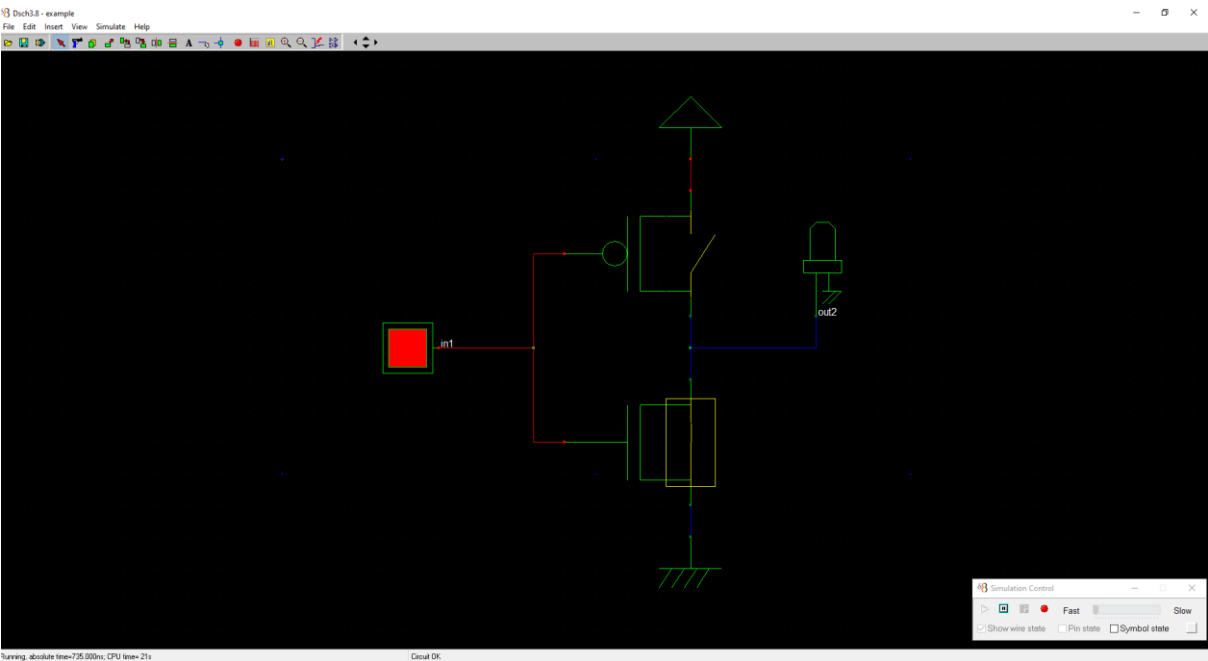 Dsch3.8 - example
File Edit Insert View Simulate Help
A
in1
out2
Simulation Control
Fast Slow
Show wire state Pin state Symbol state
Running, absolute time=735.000ns; CPU time= 21s
Circuit OK